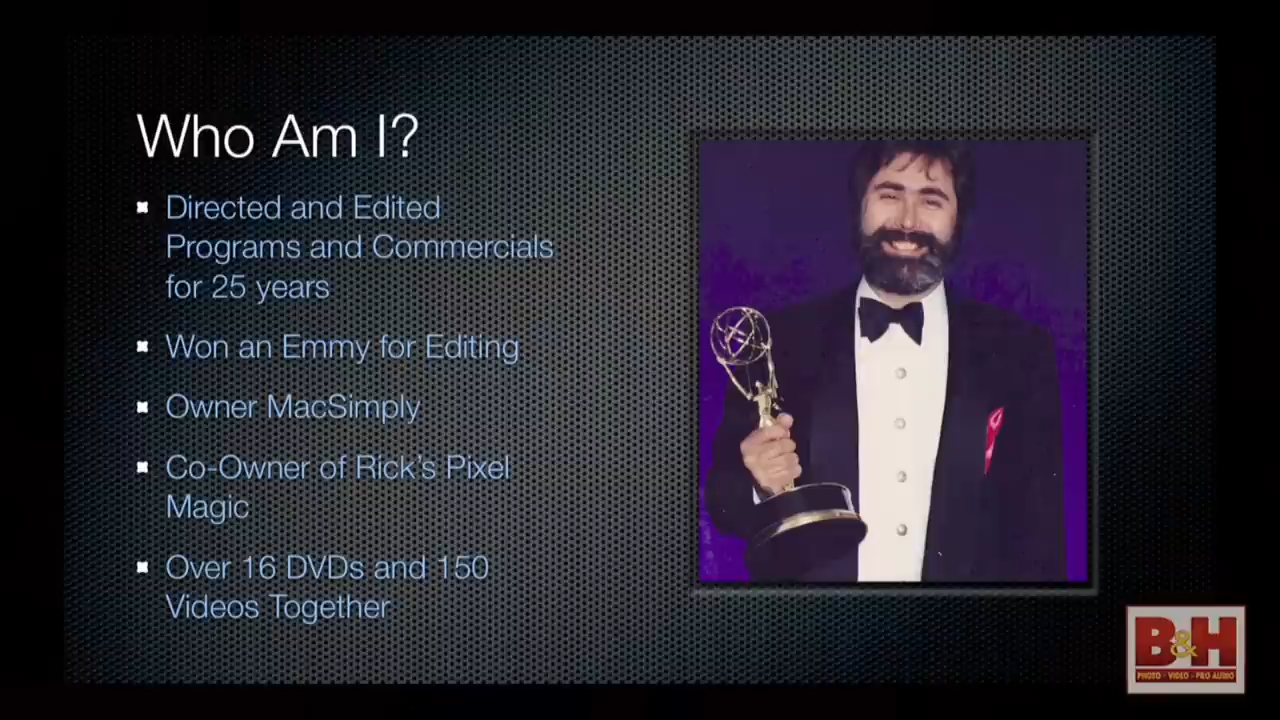 Who Am I?
Directed and Edited
Programs and Commercials
for 25 years
Won an Emmy for Editing
Owner MacSimply
Co-Owner of Rick's Pixel
Magic
Over 16 DVDs and 150
Videos Together
B&H
PHOTO - VIDEO - PRO AUDIO